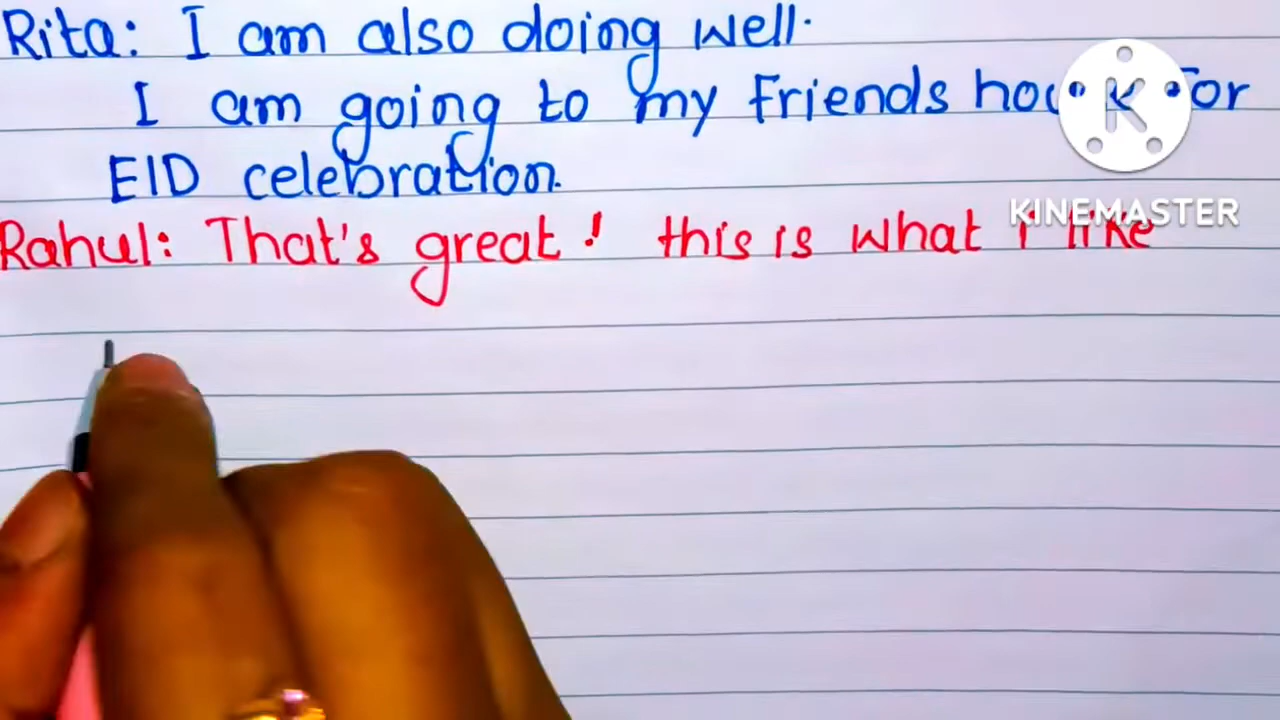 Rita: I am also doing well.
I am going to my Friends for
EID celebration.
Rahul: That's great! this is what i like
KINEMASTER